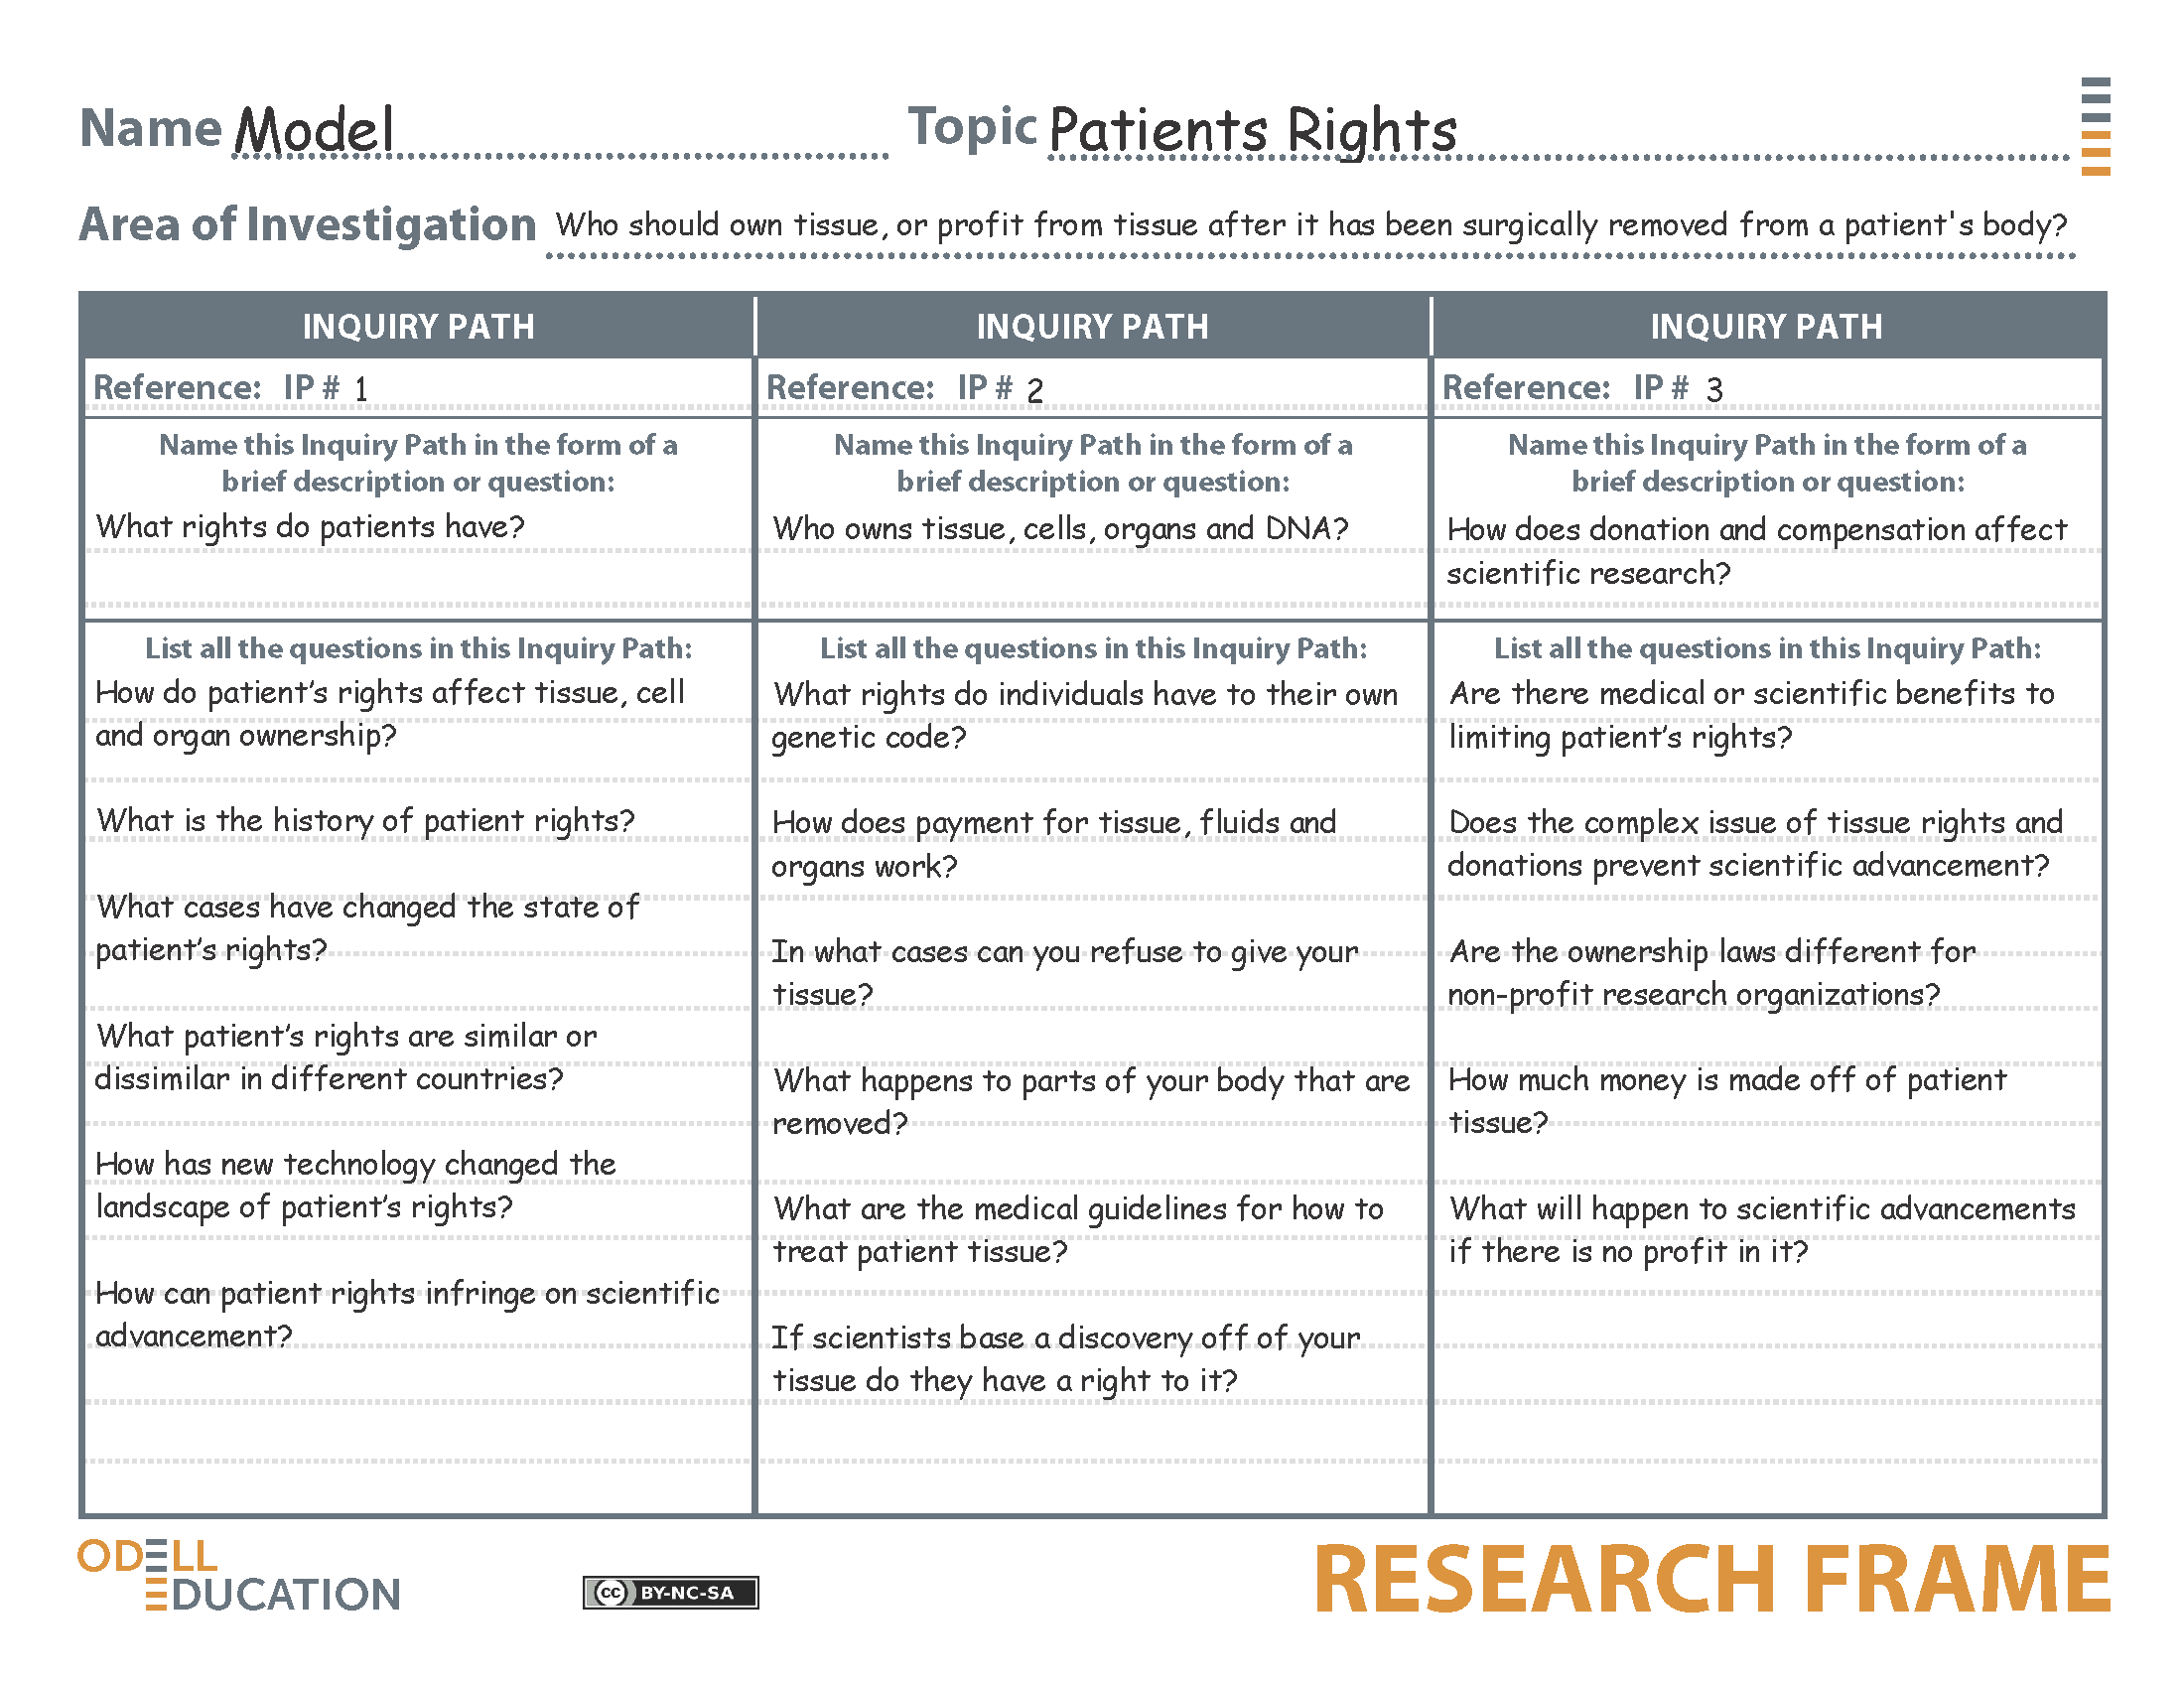 Name Model Topic Patients Rights
Area of Investigation Who should own tissue, or profit from tissue after it has been surgically removed from a patient's body?
INQUIRY PATH
Reference: IP # 1
Name this Inquiry Path in the form of a
brief description or question:
What rights do patients have?
List all the questions in this Inquiry Path:
How do patient’s rights affect tissue, cell
and organ ownership?
What is the history of patient rights?
What cases have changed the state of
patient’s rights?
What patient’s rights are similar or
dissimilar in different countries?
How has new technology changed the
landscape of patient’s rights?
How can patient rights infringe on scientific
advancement?
INQUIRY PATH
Reference: IP # 2
Name this Inquiry Path in the form of a
brief description or question:
Who owns tissue, cells, organs and DNA?
List all the questions in this Inquiry Path:
What rights do individuals have to their own
genetic code?
How does payment for tissue, fluids and
organs work?
In what cases can you refuse to give your
tissue?
What happens to parts of your body that are
removed?
What are the medical guidelines for how to
treat patient tissue?
If scientists base a discovery off of your
tissue do they have a right to it?
INQUIRY PATH
Reference: IP # 3
Name this Inquiry Path in the form of a
brief description or question:
How does donation and compensation affect
scientific research?
List all the questions in this Inquiry Path:
Are there medical or scientific benefits to
limiting patient’s rights?
Does the complex issue of tissue rights and
donations prevent scientific advancement?
Are the ownership laws different for
non-profit research organizations?
How much money is made off of patient
tissue?
What will happen to scientific advancements
if there is no profit in it?
ODELL
EDUCATION
cc BY-NC-SA
RESEARCH FRAME